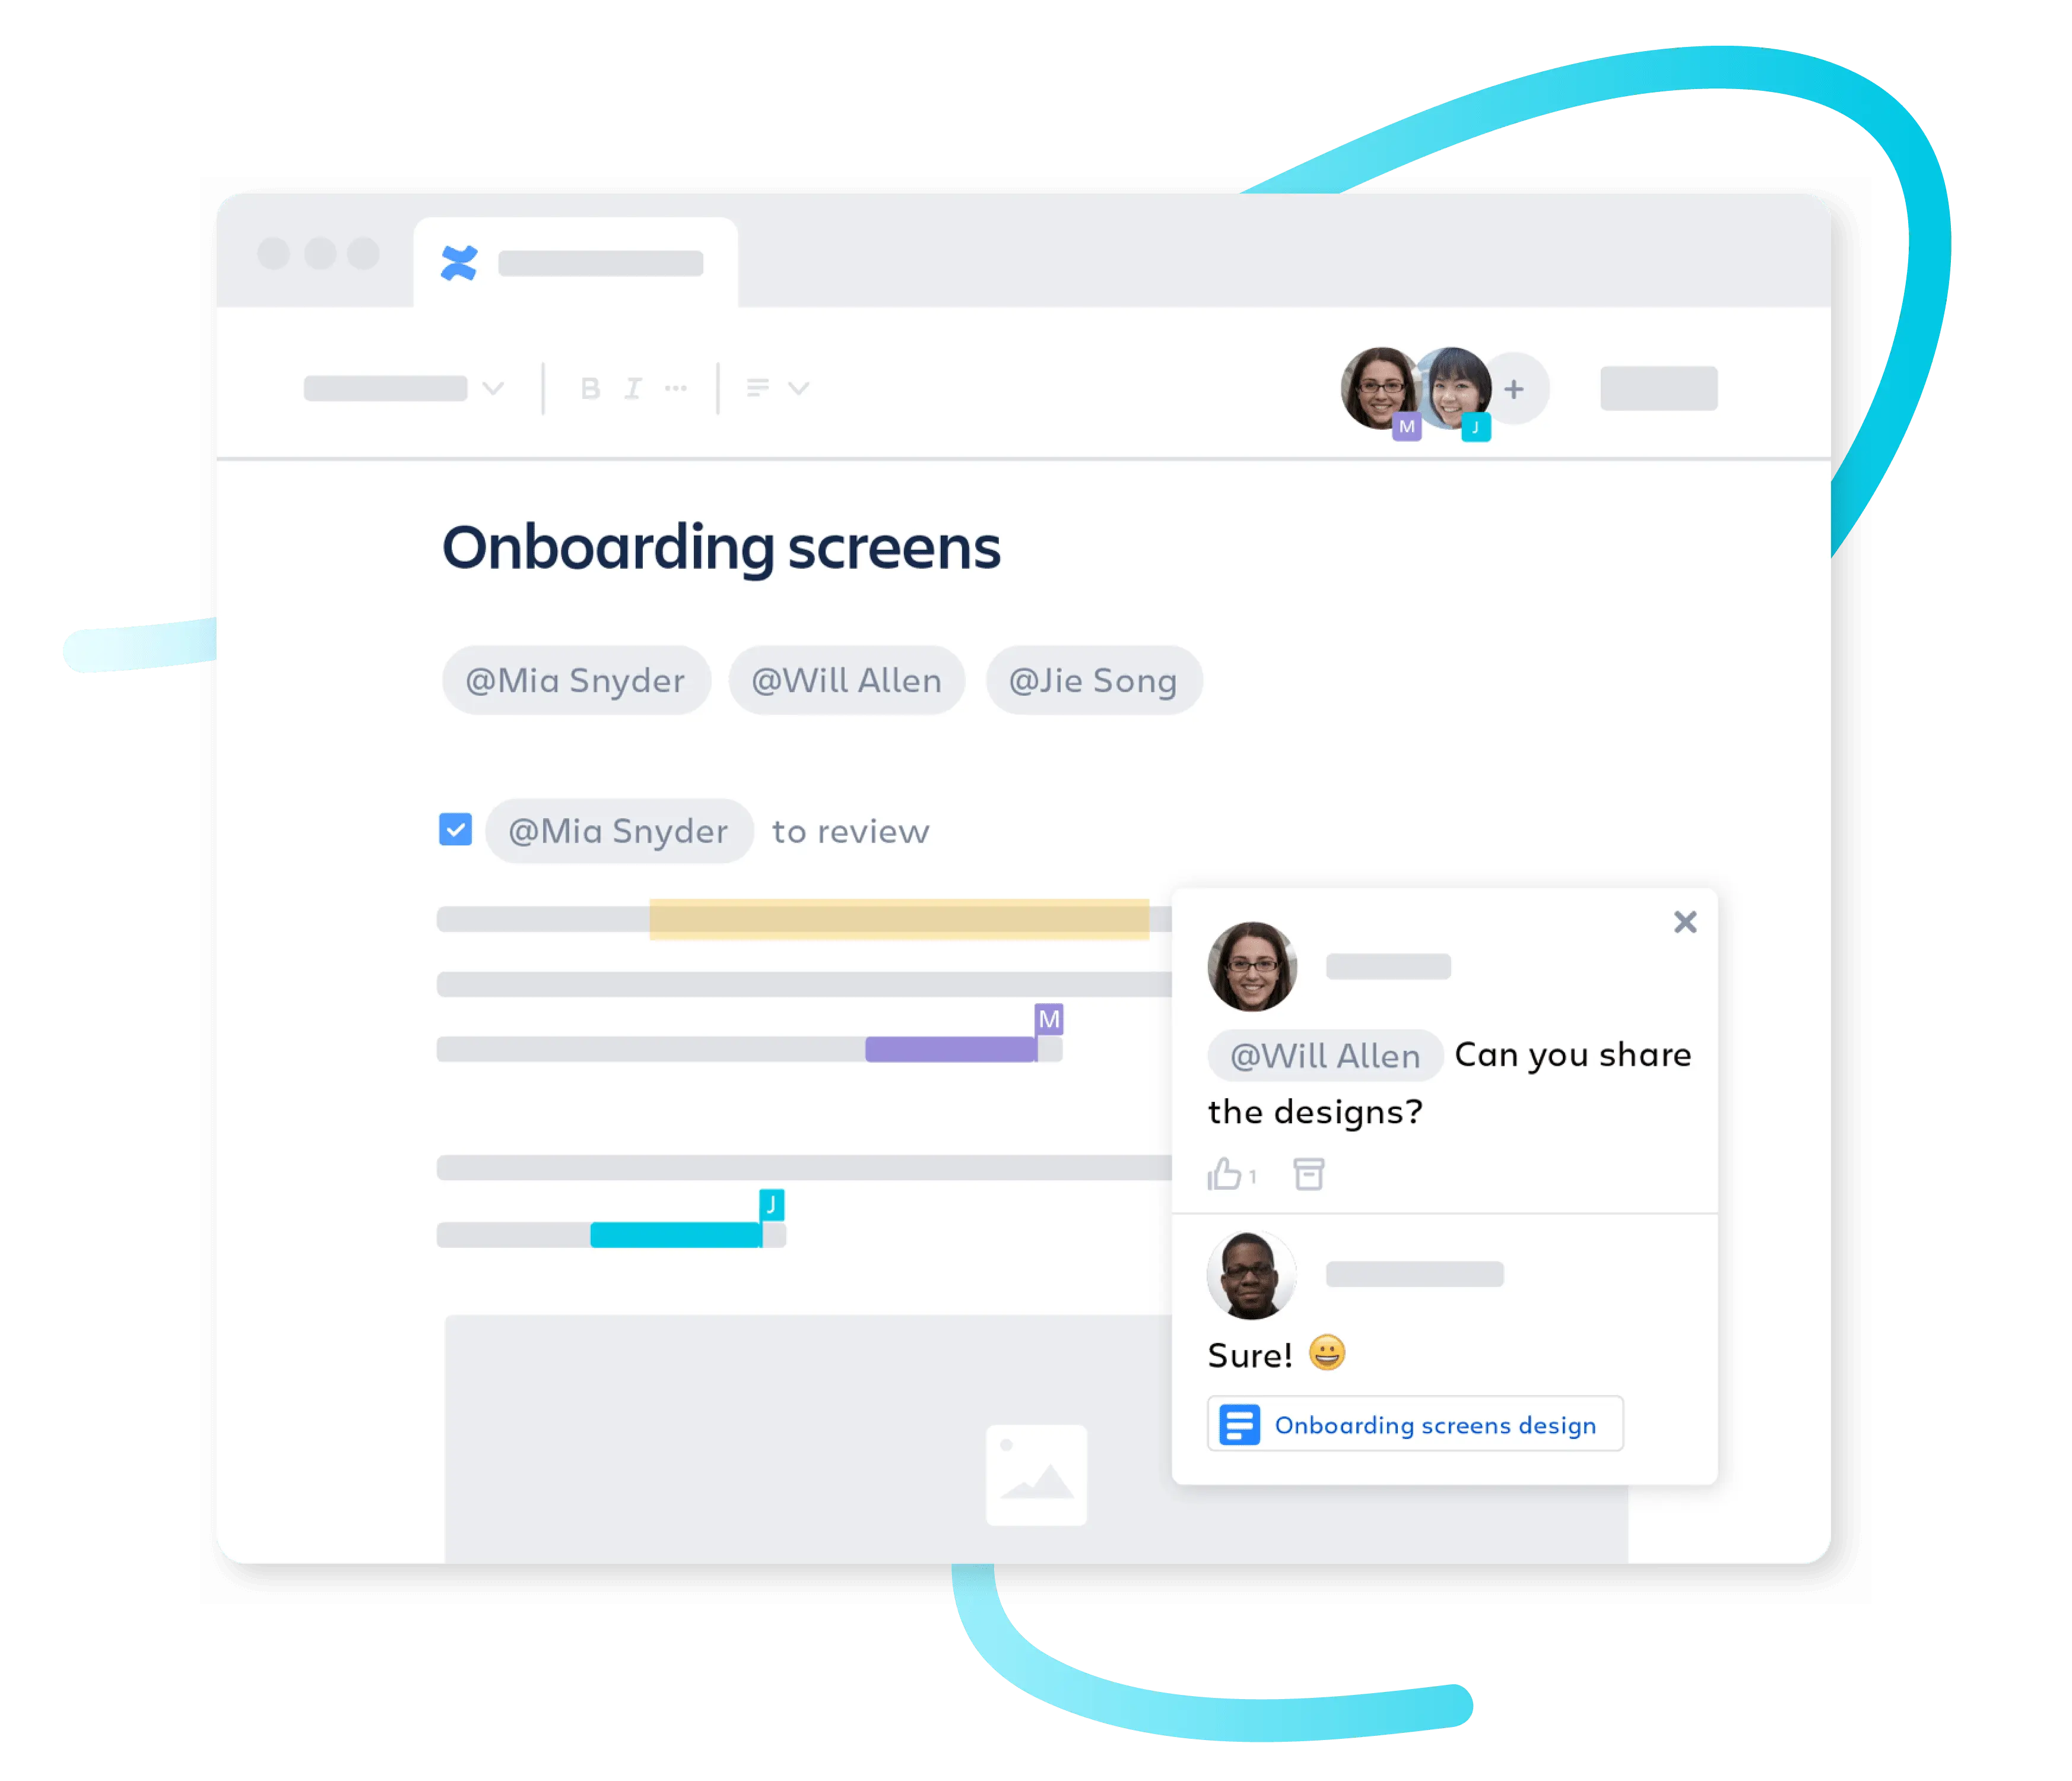 B I
M J +
Onboarding screens
@Mia Snyder @Will Allen @Jie Song
@Mia Snyder to review
M
J
@Will Allen Can you share
the designs?
1
Sure! 😀
Onboarding screens design